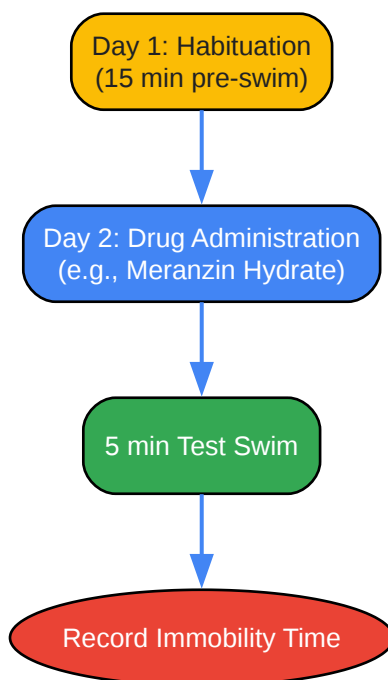 Day 1: Habituation
(15 min pre-swim)
Day 2: Drug Administration
(e.g., Meranzin Hydrate)
5 min Test Swim
Record Immobility Time